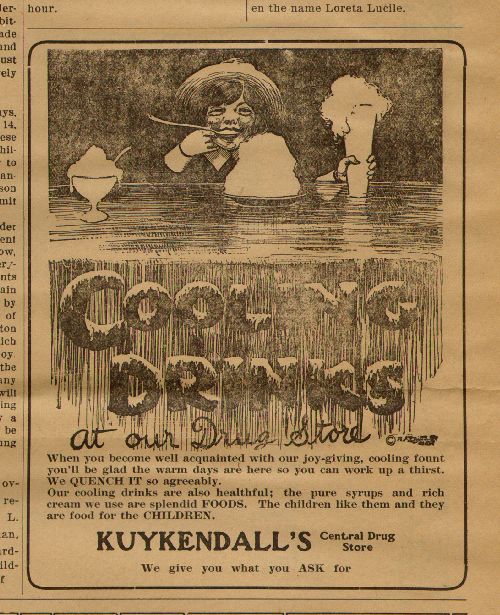 hour.
en the name Loreta Lucile.
COOLING
DRINKS
at our Drug Store
When you become well acquainted with our joy-giving, cooling fount
you'll be glad the warm days are here so you can work up a thirst.
We QUENCH IT so agreeably.
Our cooling drinks are also healthful; the pure syrups and rich
cream we use are splendid FOODS. The children like them and they
are food for the CHILDREN.
KUYKENDALL'S Central Drug
Store
We give you what you ASK for